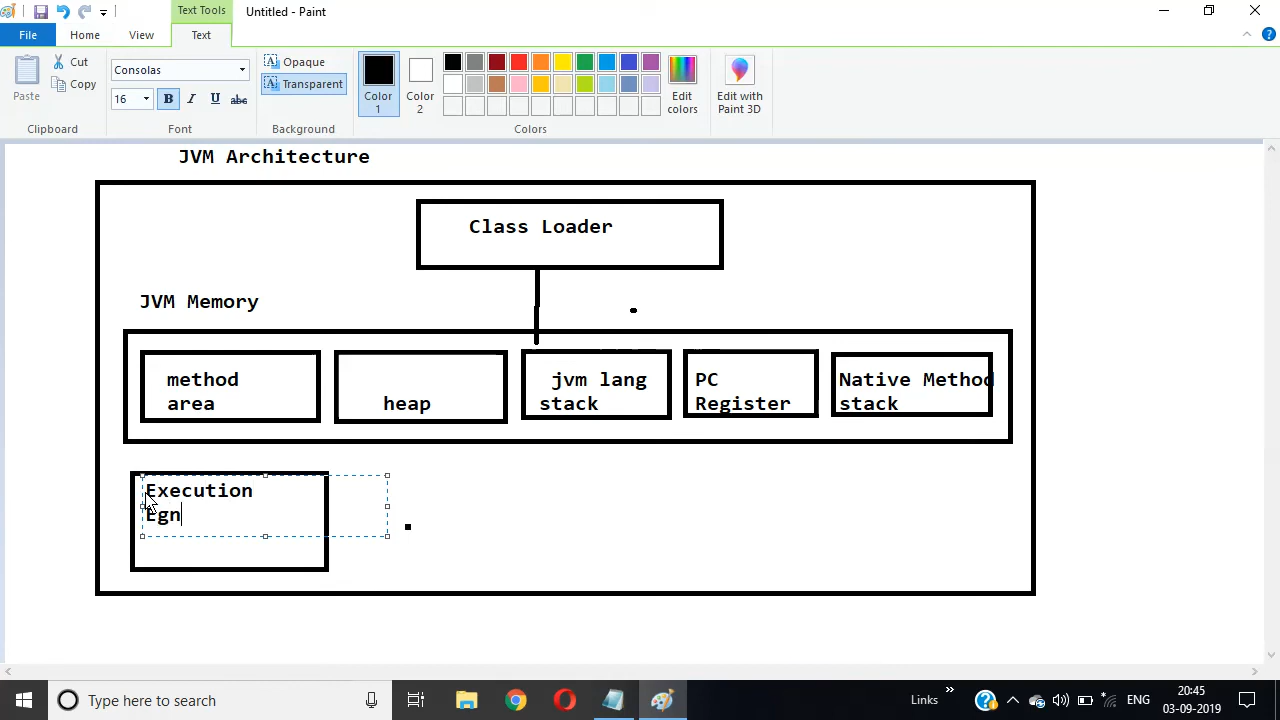 Text Tools
Untitled - Paint
File
Home
View
Text
Paste
Cut
Copy
Clipboard
Consolas
16
B I U abc
Font
Opaque
Transparent
Background
Color 1
Color 2
Colors
Edit colors
Edit with Paint 3D
JVM Architecture
Class Loader
JVM Memory
method
area
heap
jvm lang
stack
PC
Register
Native Method
stack
Execution
Egn
Type here to search
Links
ENG
20:45
03-09-2019